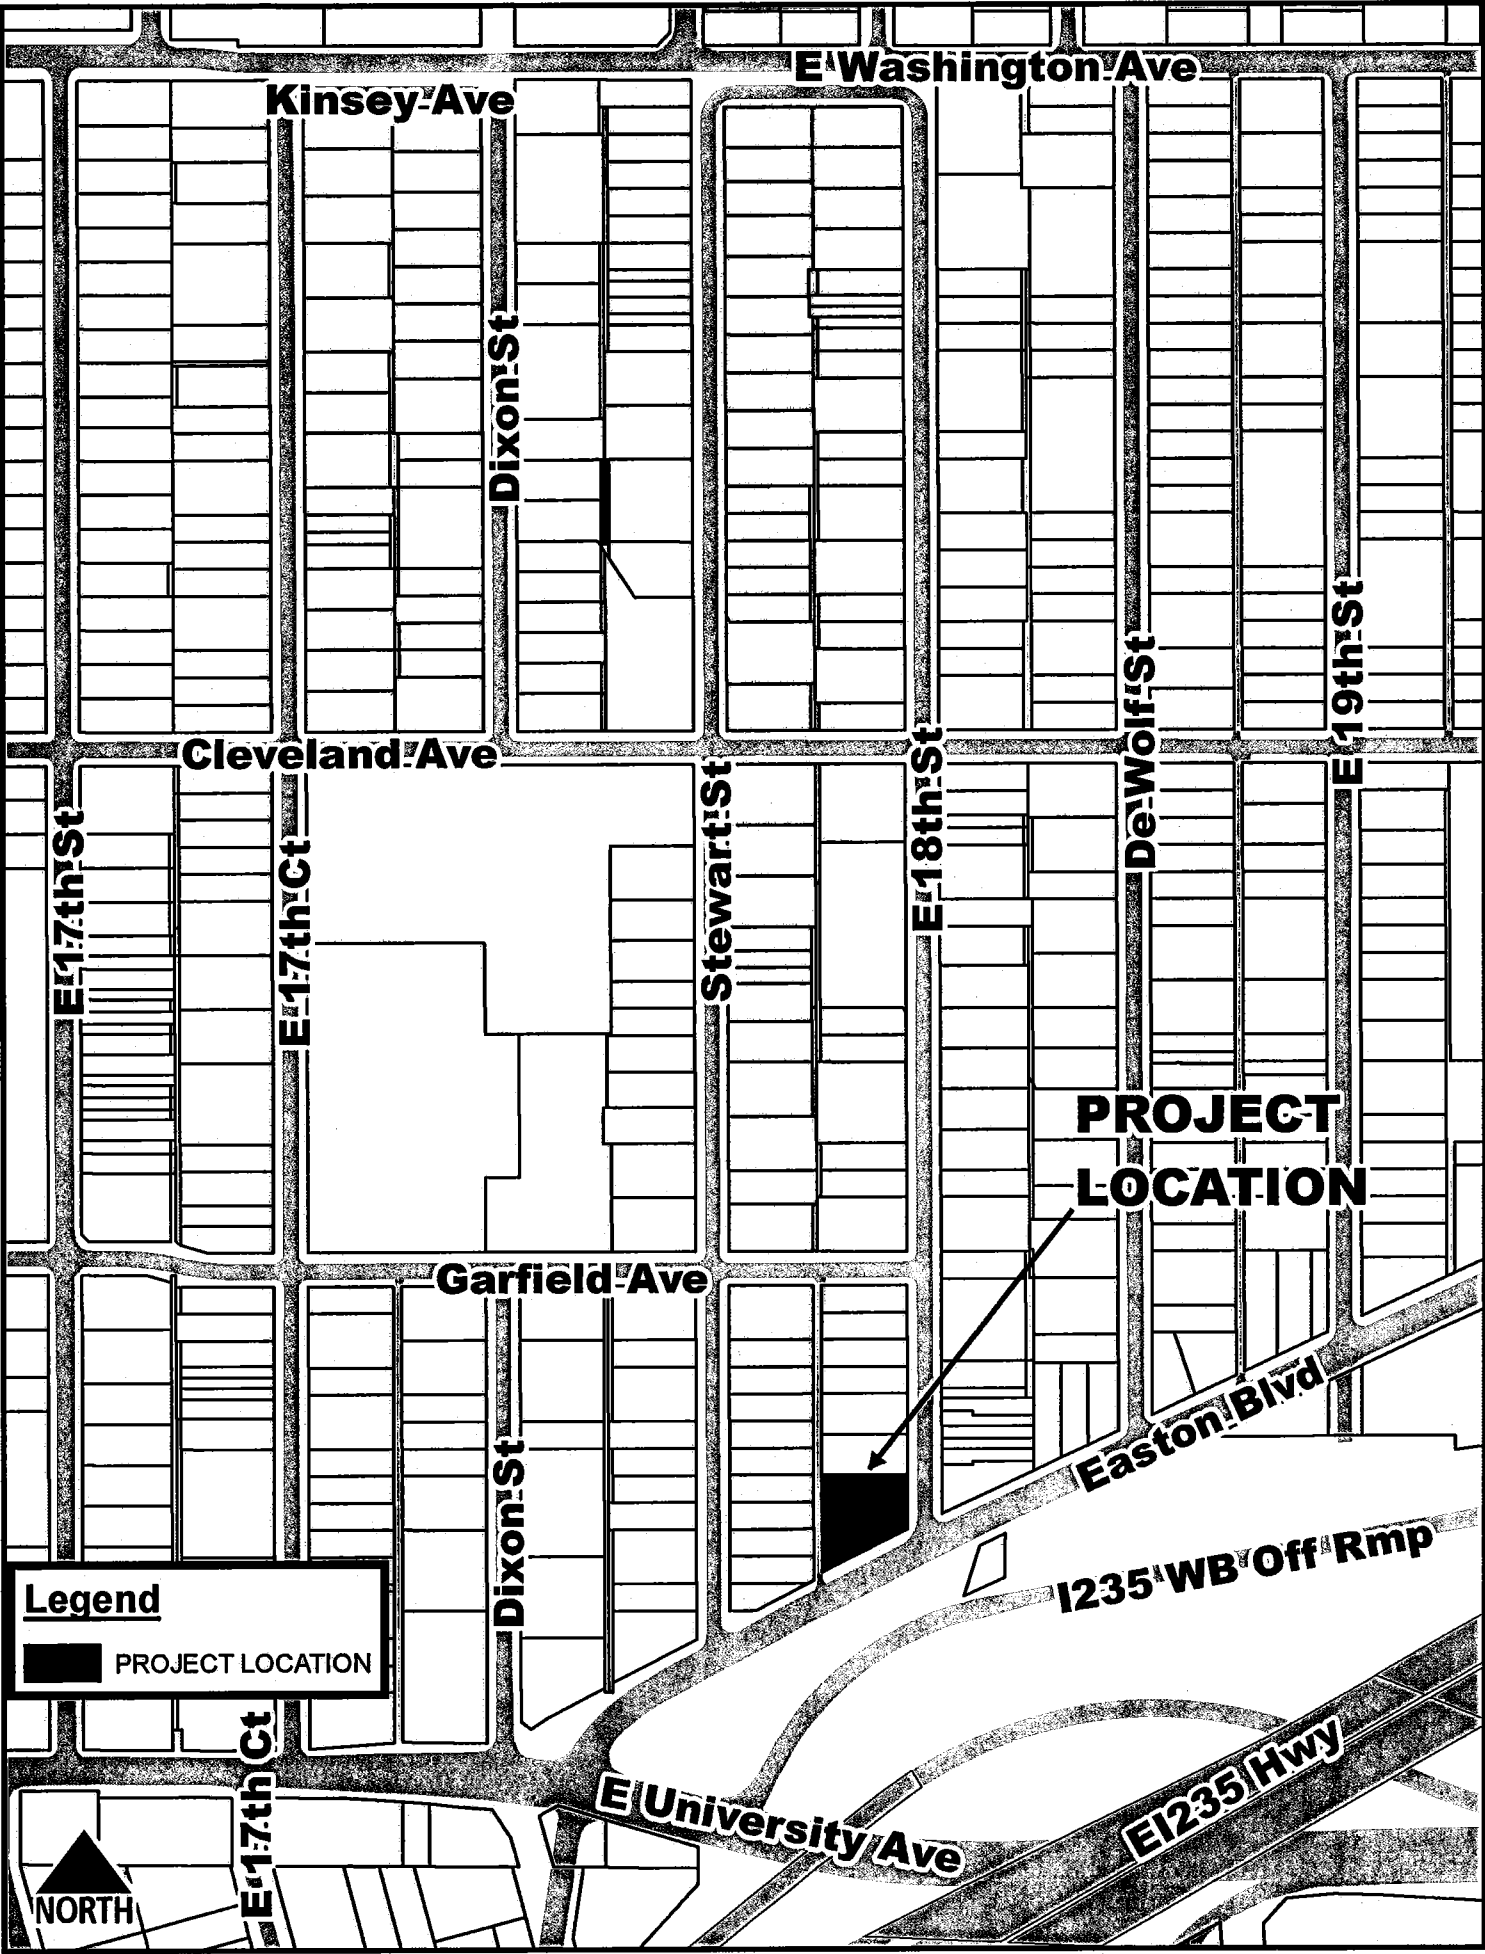 E Washington Ave
Kinsey Ave
Dixon St
E 19th St
De Wolf St
Cleveland Ave
E 18th St
Stewart St
E 17th St
E 17th Ct
PROJECT
LOCATION
Garfield Ave
Easton Blvd
Dixon St
I235 WB Off Rmp
Legend
PROJECT LOCATION
E 17th Ct
EI235 Hwy
E University Ave
NORTH